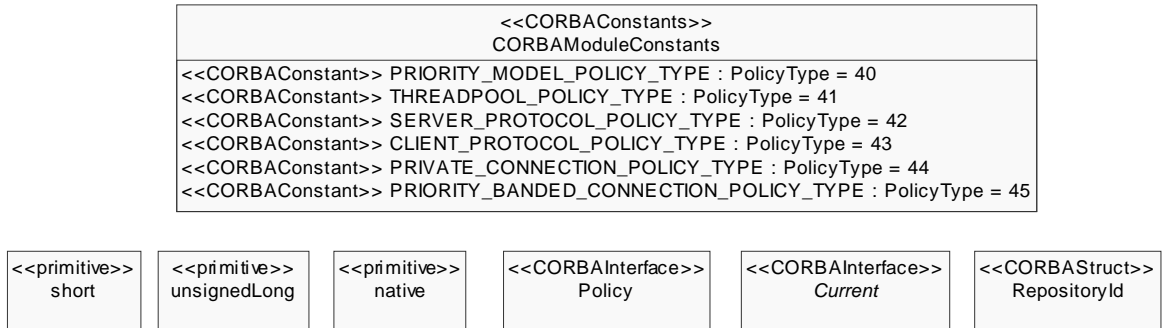 <<CORBAConstants>>
CORBAModuleConstants
<<CORBAConstant>> PRIORITY_MODEL_POLICY_TYPE : PolicyType = 40
<<CORBAConstant>> THREADPOOL_POLICY_TYPE : PolicyType = 41
<<CORBAConstant>> SERVER_PROTOCOL_POLICY_TYPE : PolicyType = 42
<<CORBAConstant>> CLIENT_PROTOCOL_POLICY_TYPE : PolicyType = 43
<<CORBAConstant>> PRIVATE_CONNECTION_POLICY_TYPE : PolicyType = 44
<<CORBAConstant>> PRIORITY_BANDED_CONNECTION_POLICY_TYPE : PolicyType = 45
<<primitive>>
short
<<primitive>>
unsignedLong
<<primitive>>
native
<<CORBAInterface>>
Policy
<<CORBAInterface>>
Current
<<CORBAStruct>>
RepositoryId